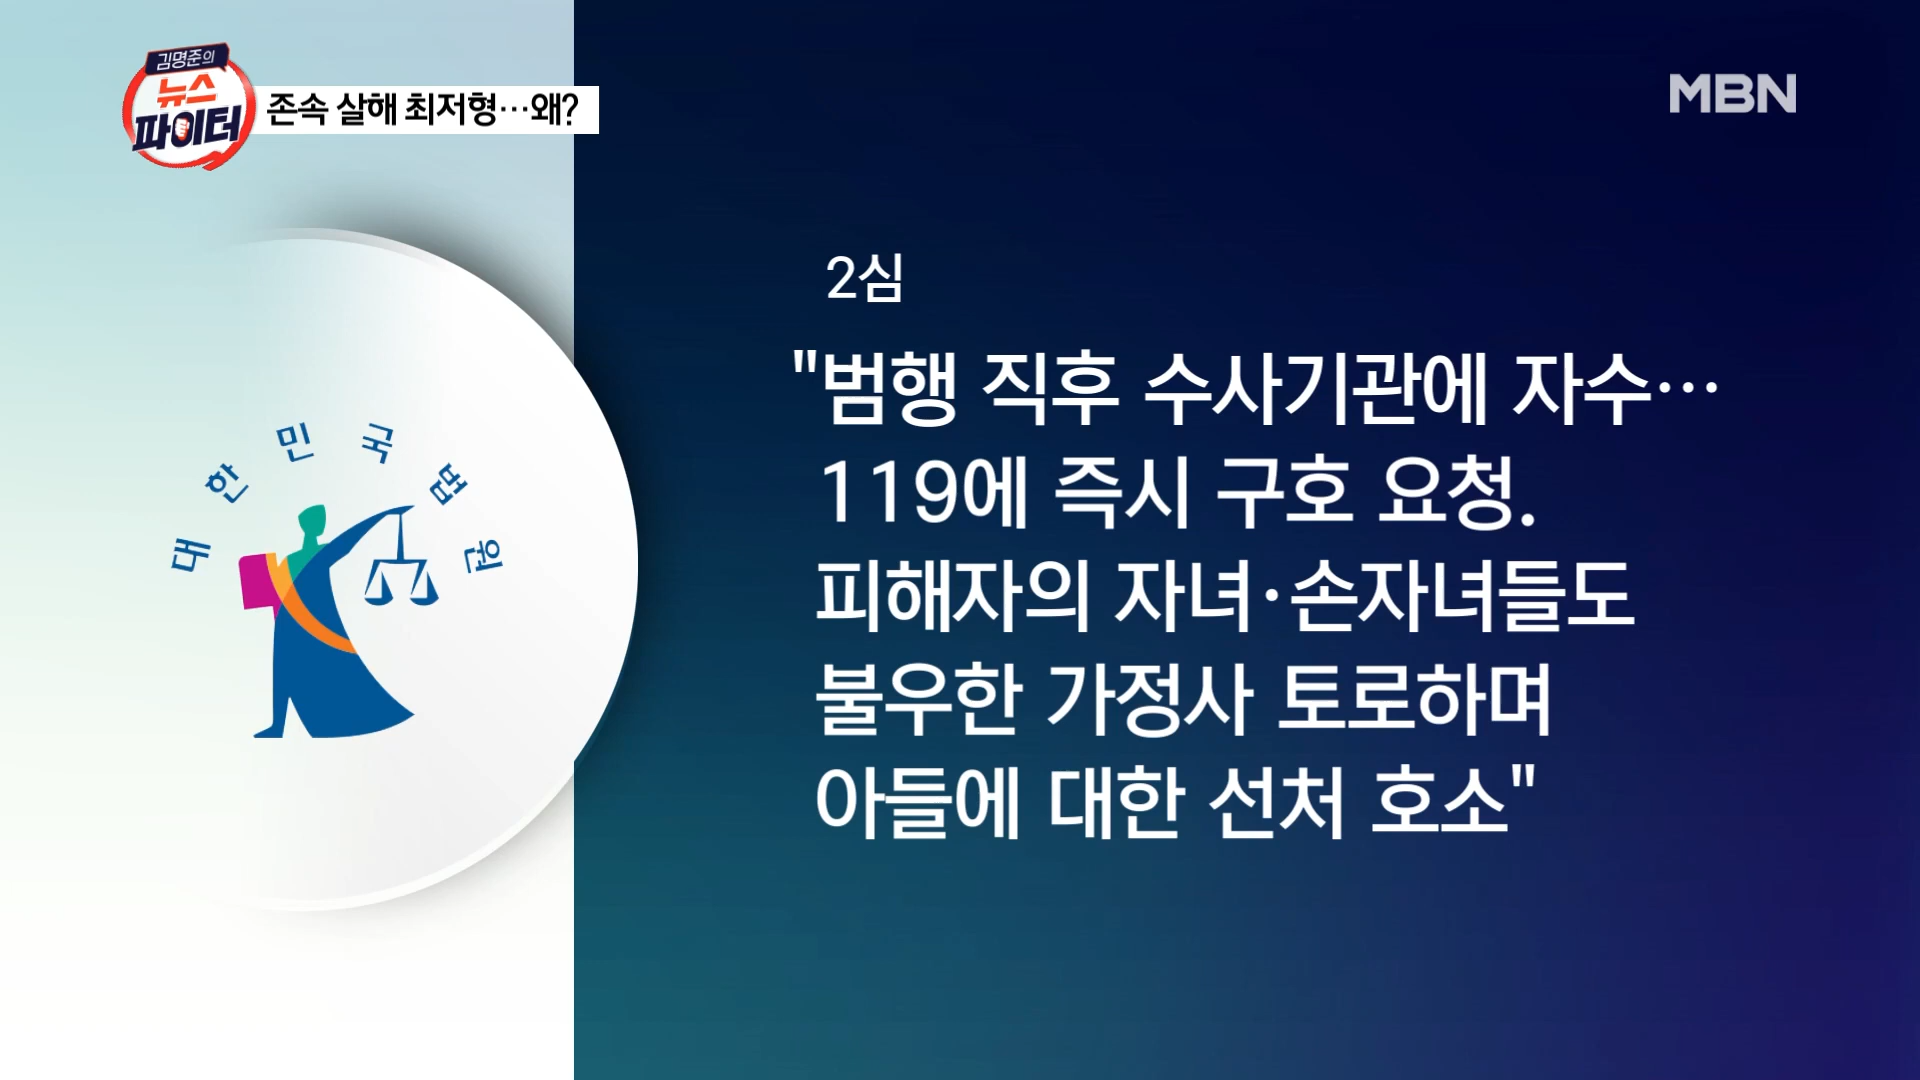 김명준의
뉴스
파이터
존속 살해 최저형…왜?
MBN
대한민국법원
2심
"범행 직후 수사기관에 자수…
119에 즉시 구호 요청.
피해자의 자녀·손자녀들도
불우한 가정사 토로하며
아들에 대한 선처 호소"